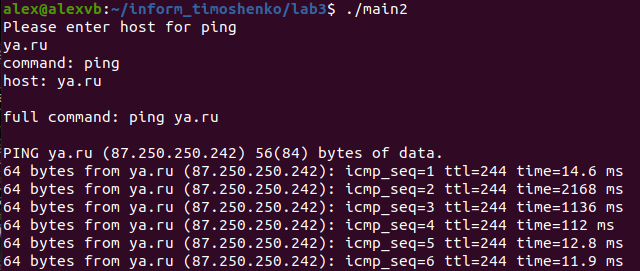 alex@alexvb:~/inform_timoshenko/lab3$ ./main2
Please enter host for ping
ya.ru
command: ping
host: ya.ru
full command: ping ya.ru
PING ya.ru (87.250.250.242) 56(84) bytes of data.
64 bytes from ya.ru (87.250.250.242): icmp_seq=1 ttl=244 time=14.6 ms
64 bytes from ya.ru (87.250.250.242): icmp_seq=2 ttl=244 time=2168 ms
64 bytes from ya.ru (87.250.250.242): icmp_seq=3 ttl=244 time=1136 ms
64 bytes from ya.ru (87.250.250.242): icmp_seq=4 ttl=244 time=112 ms
64 bytes from ya.ru (87.250.250.242): icmp_seq=5 ttl=244 time=12.8 ms
64 bytes from ya.ru (87.250.250.242): icmp_seq=6 ttl=244 time=11.9 ms